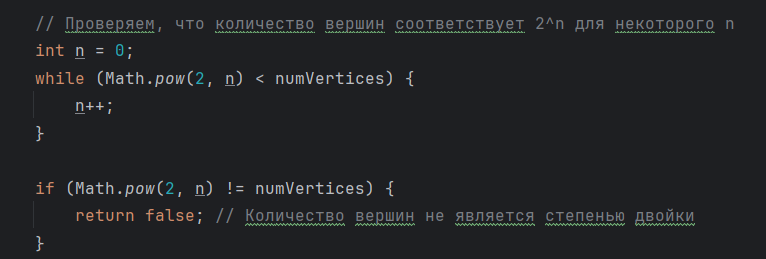 // Проверяем, что количество вершин соответствует 2^n для некоторого n
int n = 0;
while (Math.pow(2, n) < numVertices) {
    n++;
}

if (Math.pow(2, n) != numVertices) {
    return false; // Количество вершин не является степенью двойки
}